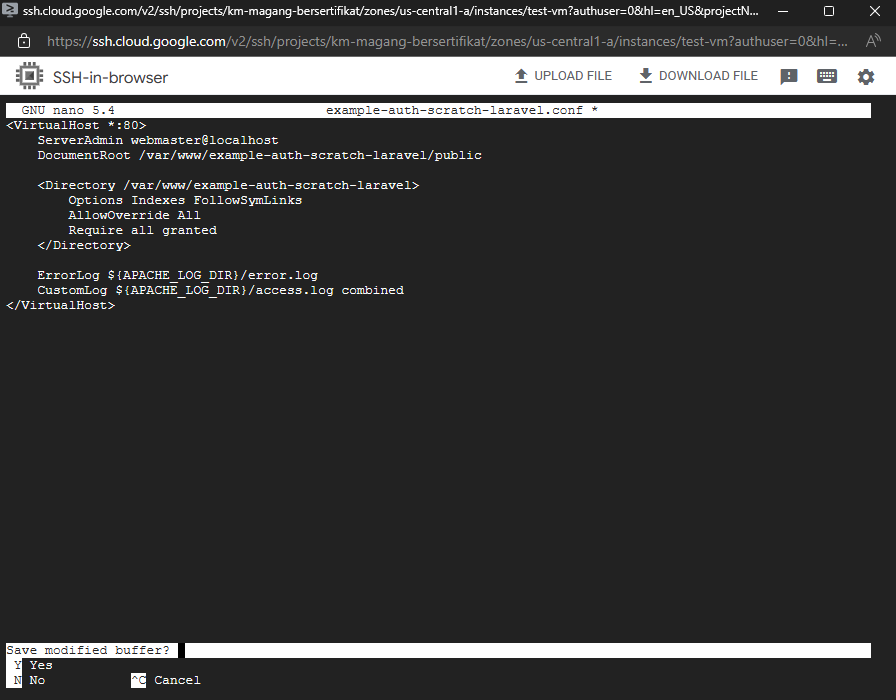 ssh.cloud.google.com/v2/ssh/projects/km-magang-bersertifikat/zones/us-central1-a/instances/test-vm?authuser=0&hl=en_US&projectN...
https://ssh.cloud.google.com/v2/ssh/projects/km-magang-bersertifikat/zones/us-central1-a/instances/test-vm?authuser=0&hl=...
SSH-in-browser UPLOAD FILE DOWNLOAD FILE
GNU nano 5.4 example-auth-scratch-laravel.conf *
<VirtualHost *:80>
    ServerAdmin webmaster@localhost
    DocumentRoot /var/www/example-auth-scratch-laravel/public
    <Directory /var/www/example-auth-scratch-laravel>
        Options Indexes FollowSymLinks
        AllowOverride All
        Require all granted
    </Directory>
    ErrorLog ${APACHE_LOG_DIR}/error.log
    CustomLog ${APACHE_LOG_DIR}/access.log combined
</VirtualHost>
Save modified buffer?
Y Yes
N No ^C Cancel